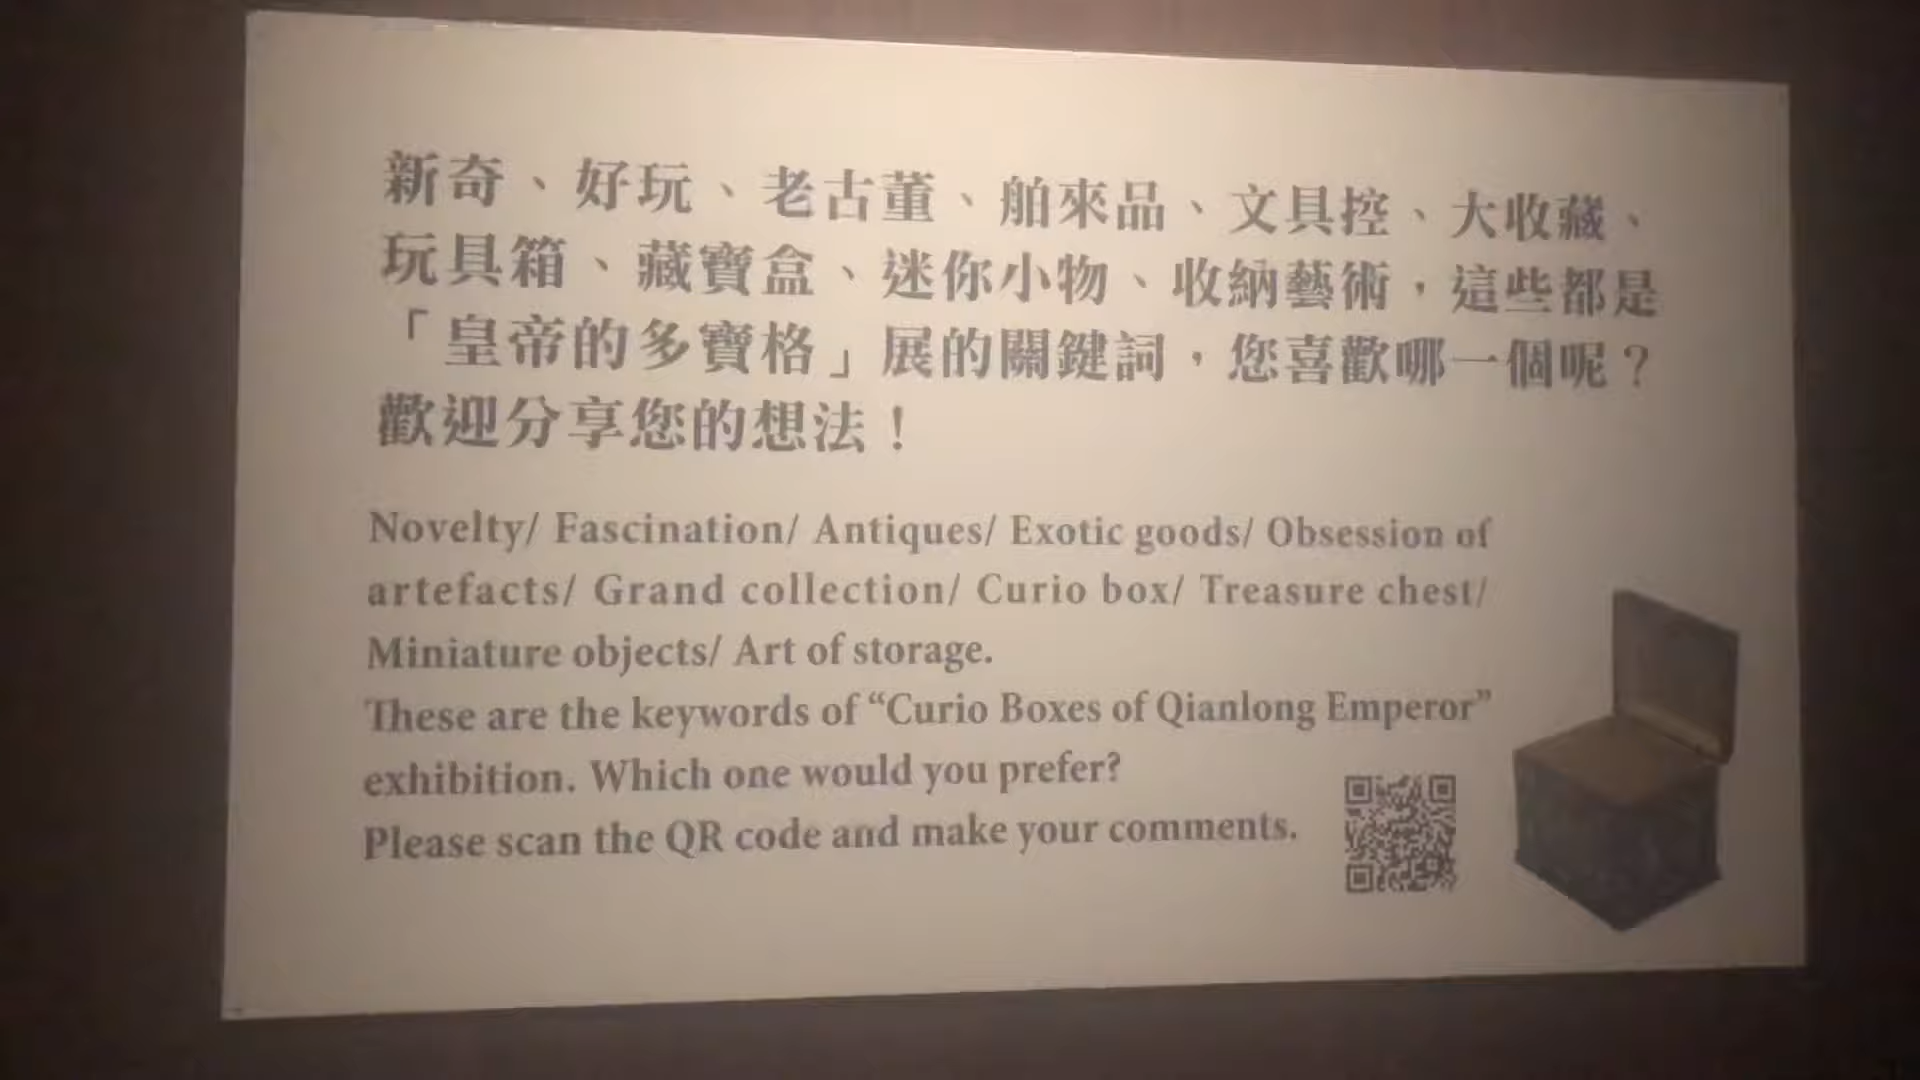 新奇、好玩、老古董、舶來品、文具控、大收藏、
玩具箱、藏寶盒、迷你小物、收納藝術，這些都是
「皇帝的多寶格」展的關鍵詞，您喜歡哪一個呢？
歡迎分享您的想法！
Novelty/ Fascination/ Antiques/ Exotic goods/ Obsession of
artefacts/ Grand collection/ Curio box/ Treasure chest/
Miniature objects/ Art of storage.
These are the keywords of “Curio Boxes of Qianlong Emperor”
exhibition. Which one would you prefer?
Please scan the QR code and make your comments.